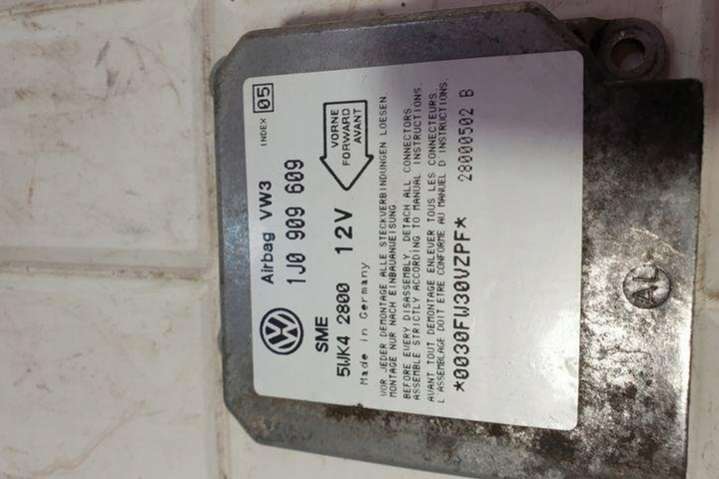 Airbag VW3
INDEX 05
1J0 909 609
SME
5WK4 2800
12V
VORNE
FORWARD
AVANT
Made in Germany
VOR JEDER DEMONTAGE ALLE STECKVERBINDUNGEN LOESEN
MONTAGE NUR NACH EINBAUANWEISUNG
BEFORE EVERY DISASSEMBLY, DETACH ALL CONNECTORS
ASSEMBLE STRICTLY ACCORDING TO MANUAL INSTRUCTIONS.
AVANT TOUT DEMONTAGE ENLEVER TOUS LES CONNECTEURS.
L ASSEMBLAGE DOIT ETRE CONFORME AU MANUEL D INSTRUCTIONS.
*0030FW30VZPF*
28000502 B
AL